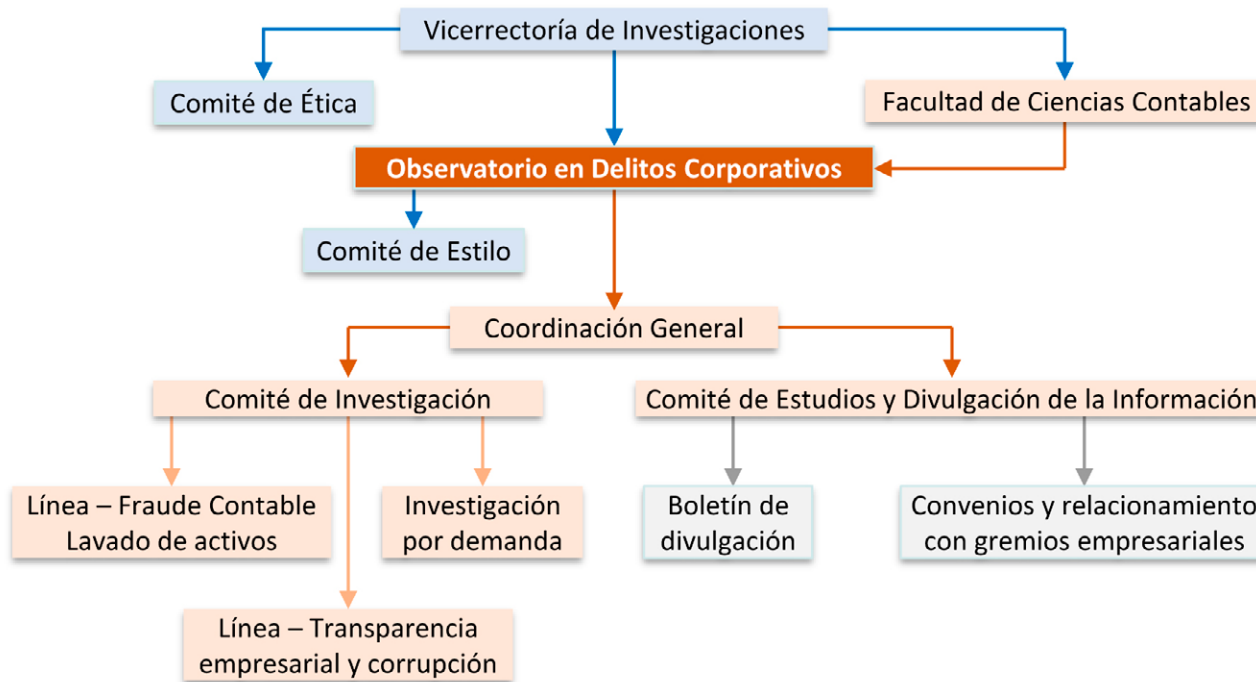 Vicerrectoría de Investigaciones
Comité de Ética
Facultad de Ciencias Contables
Observatorio en Delitos Corporativos
Comité de Estilo
Coordinación General
Comité de Investigación
Comité de Estudios y Divulgación de la Información
Línea – Fraude Contable
Lavado de activos
Investigación
por demanda
Boletín de
divulgación
Convenios y relacionamiento
con gremios empresariales
Línea – Transparencia
empresarial y corrupción